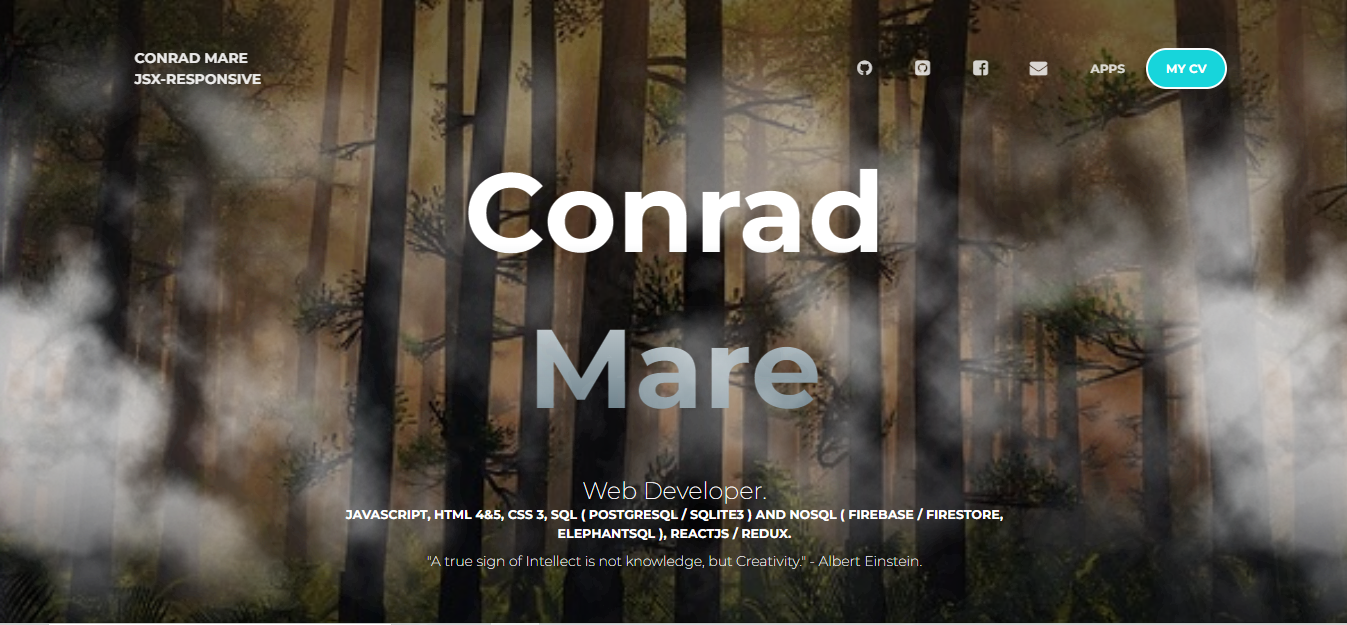 CONRAD MARE
JSX-RESPONSIVE
APPS
MY CV
Conrad
Mare
Web Developer.
JAVASCRIPT, HTML 4&5, CSS 3, SQL ( POSTGRESQL / SQLITE3 ) AND NOSQL ( FIREBASE / FIRESTORE,
ELEPHANTSQL ), REACTJS / REDUX.
"A true sign of Intellect is not knowledge, but Creativity." - Albert Einstein.